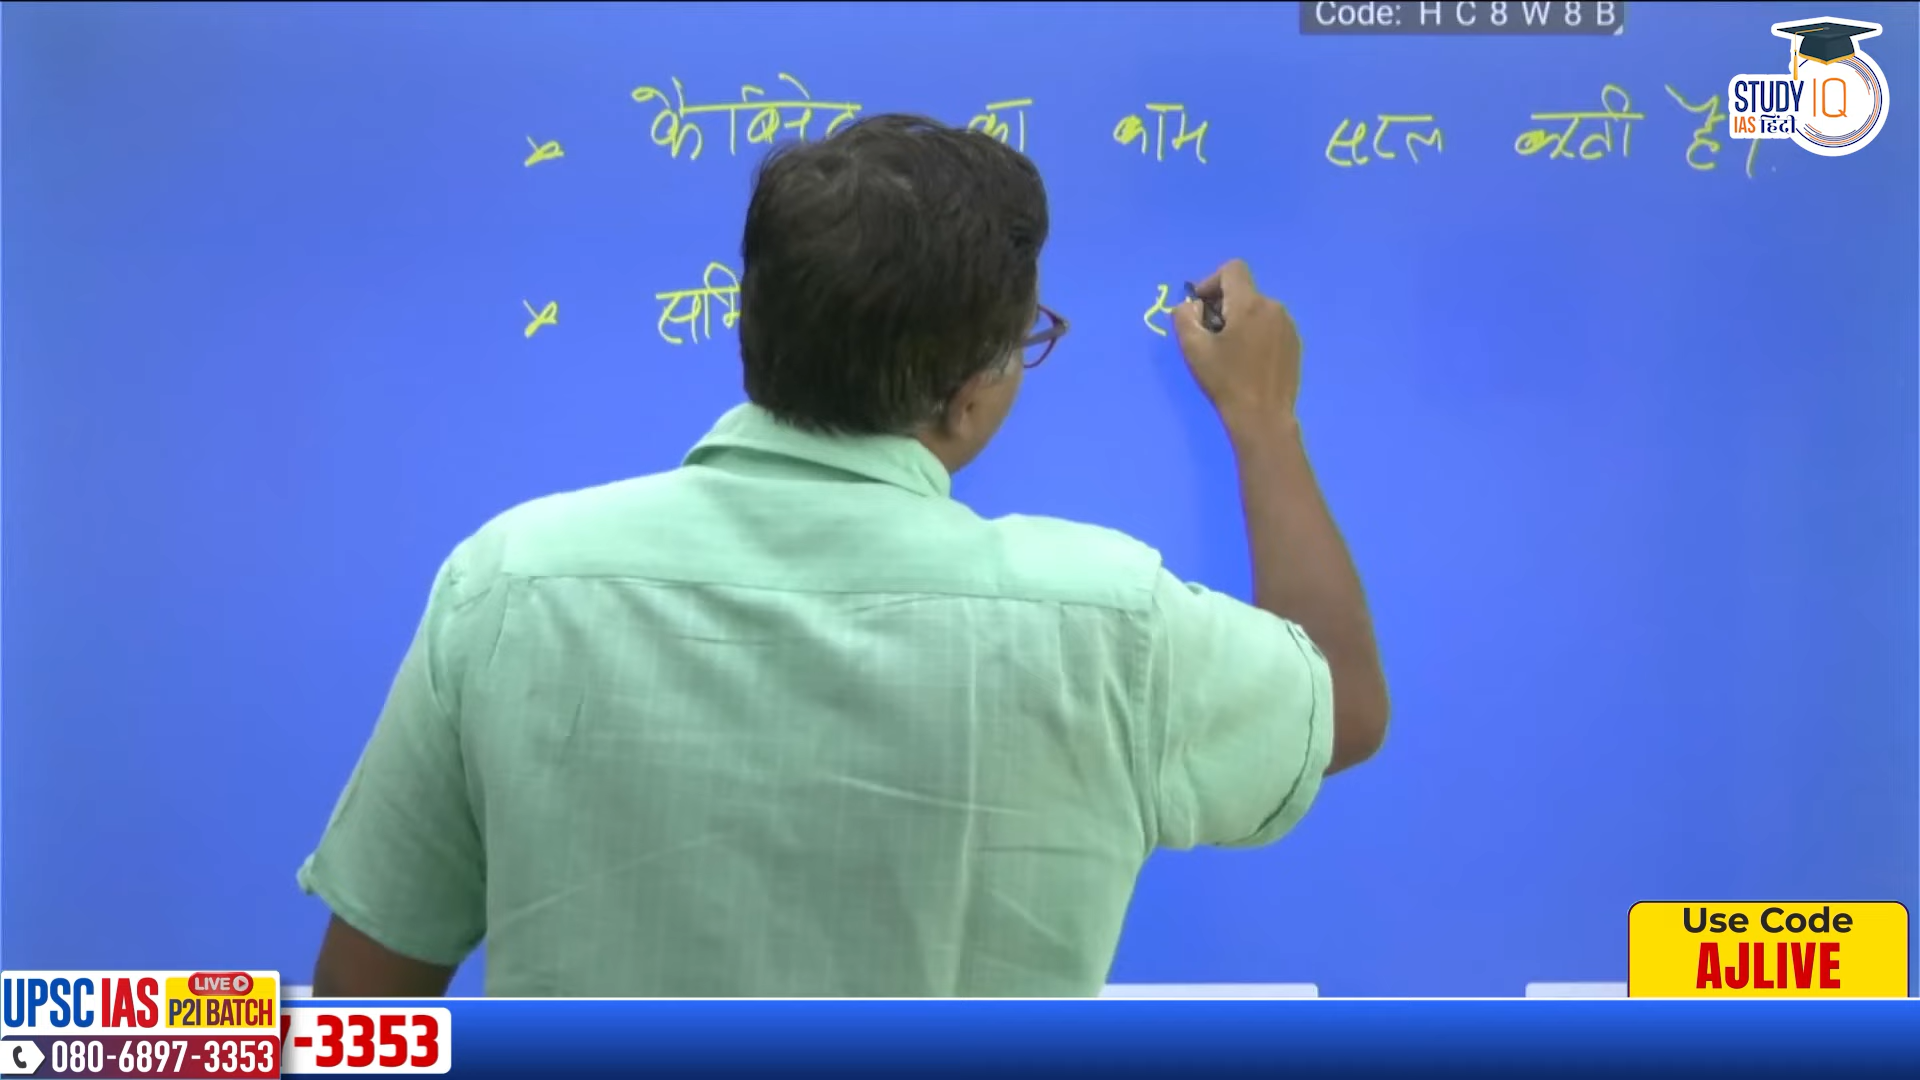 Code: H C 8 W 8 B
STUDY IQ
IAS हिंदी
का काम सरल करती है।
Use Code
AJLIVE
UPSC IAS LIVE
P2I BATCH
080-6897-3353
7-3353